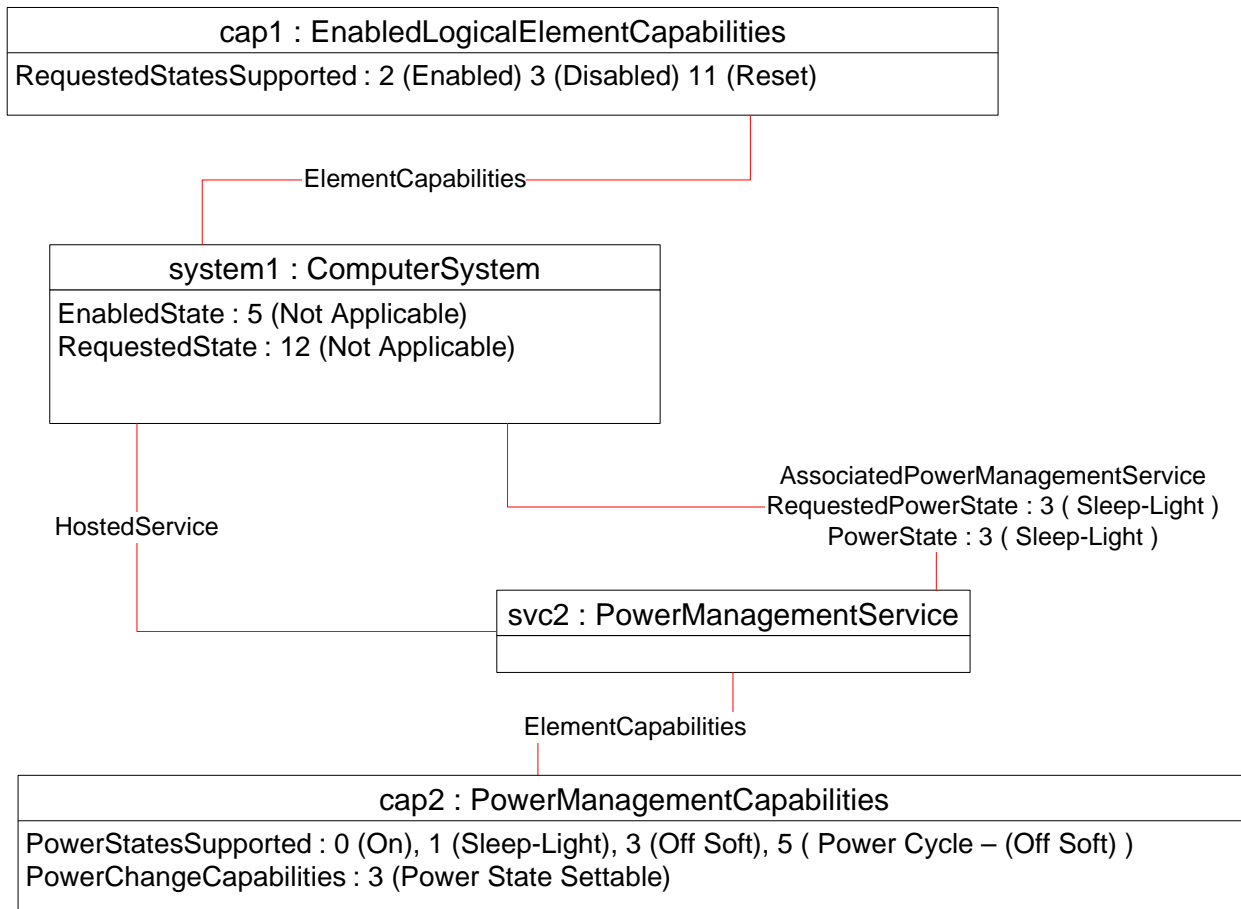 cap1 : EnabledLogicalElementCapabilities
RequestedStatesSupported : 2 (Enabled) 3 (Disabled) 11 (Reset)
ElementCapabilities
system1 : ComputerSystem
EnabledState : 5 (Not Applicable)
RequestedState : 12 (Not Applicable)
AssociatedPowerManagementService
RequestedPowerState : 3 ( Sleep-Light )
PowerState : 3 ( Sleep-Light )
HostedService
svc2 : PowerManagementService
ElementCapabilities
cap2 : PowerManagementCapabilities
PowerStatesSupported : 0 (On), 1 (Sleep-Light), 3 (Off Soft), 5 ( Power Cycle – (Off Soft) )
PowerChangeCapabilities : 3 (Power State Settable)